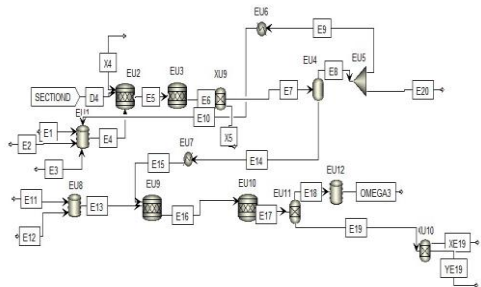 EU6
E9
X4
EU2
EU3
XU9
EU4
E8
EU5
SECTIOND
D4
E5
E6
E7
E20
EU1
E10
E1
E2
E4
X5
E3
EU7
E15
E14
EU8
EU9
EU10
EU11
E18
EU12
OMEGA3
E11
E13
E16
E17
E19
XU10
XE19
E12
YE19